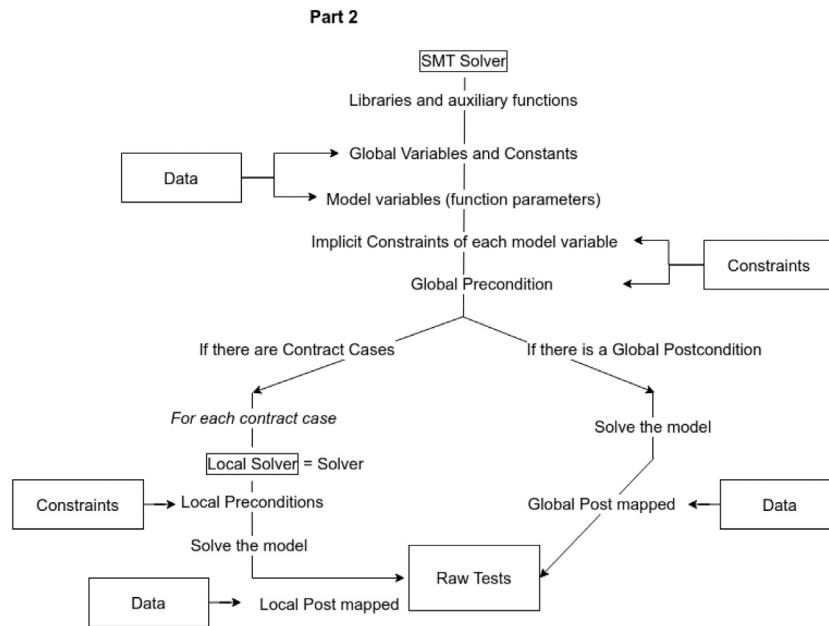 Part 2
SMT Solver
Libraries and auxiliary functions
Global Variables and Constants
Data
Model variables (function parameters)
Implicit Constraints of each model variable
Constraints
Global Precondition
If there are Contract Cases
If there is a Global Postcondition
For each contract case
Solve the model
Local Solver = Solver
Constraints
Local Preconditions
Global Post mapped
Data
Solve the model
Raw Tests
Data
Local Post mapped